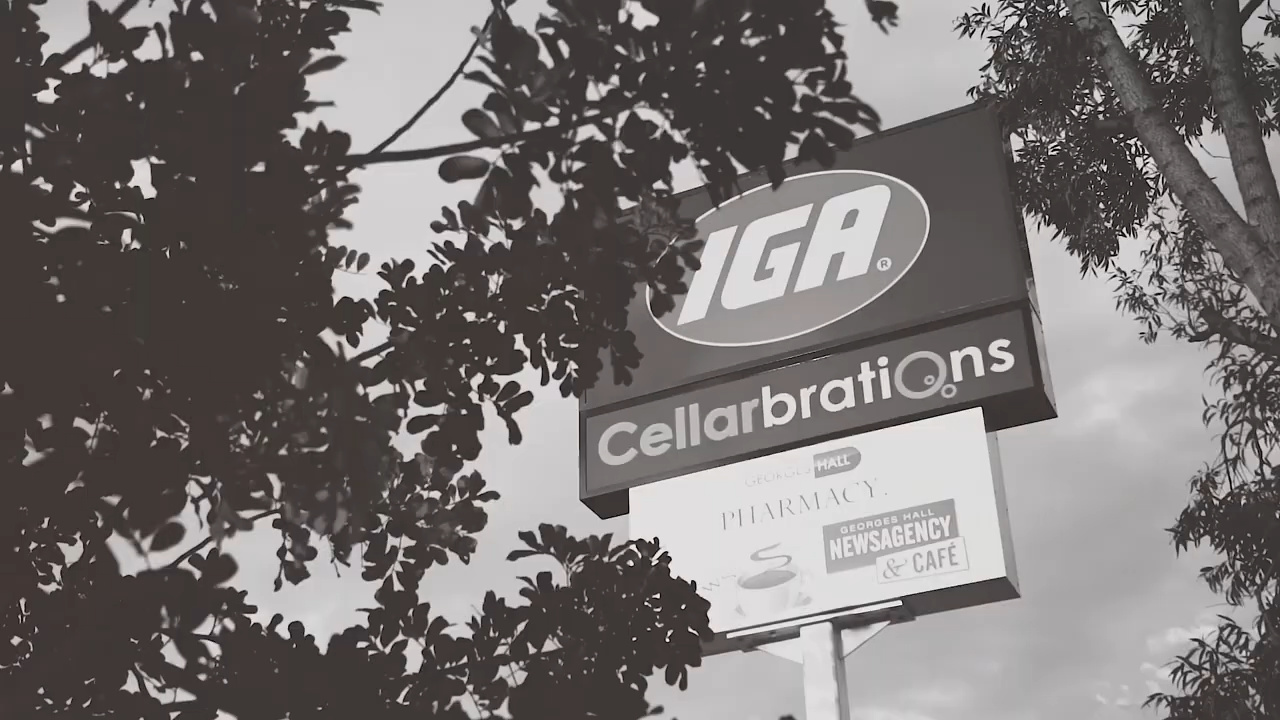 IGA®
Cellarbrations
GEORGES HALL
PHARMACY.
GEORGES HALL
NEWSAGENCY
& CAFÉ